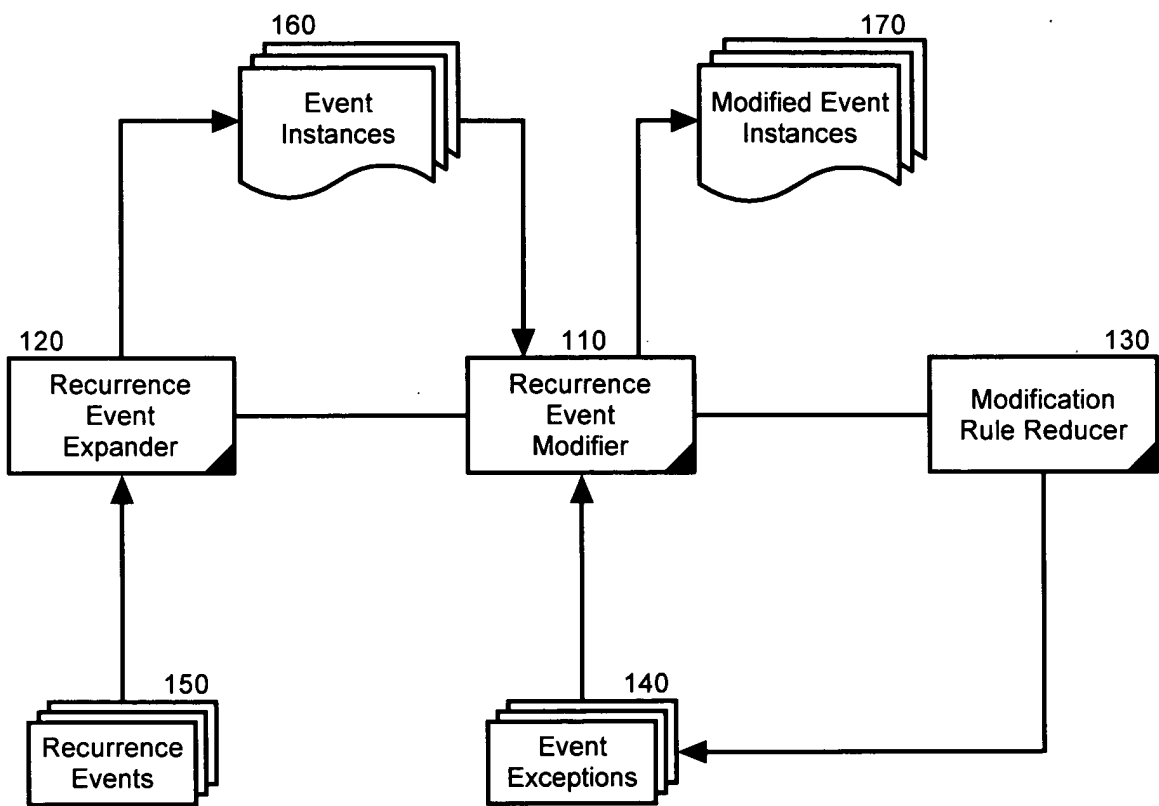 160
Event
Instances
170
Modified Event
Instances
120
Recurrence
Event
Expander
110
Recurrence
Event
Modifier
130
Modification
Rule Reducer
150
Recurrence
Events
140
Event
Exceptions